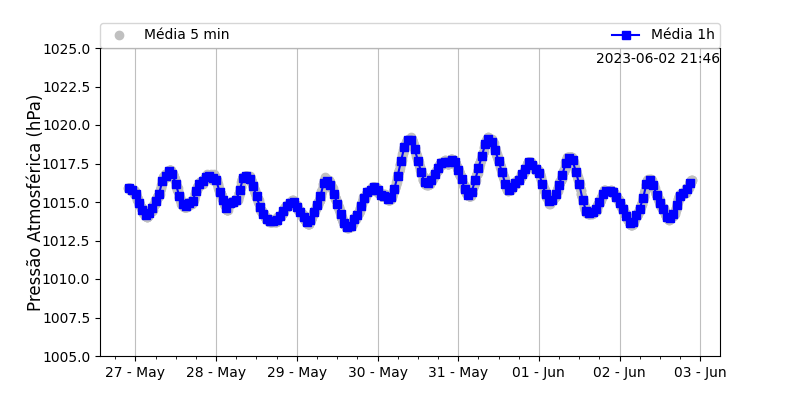 Média 5 min
Média 1h
2023-06-02 21:46
Pressão Atmosférica (hPa)
1025.0
1022.5
1020.0
1017.5
1015.0
1012.5
1010.0
1007.5
1005.0
27 - May 28 - May 29 - May 30 - May 31 - May 01 - Jun 02 - Jun 03 - Jun